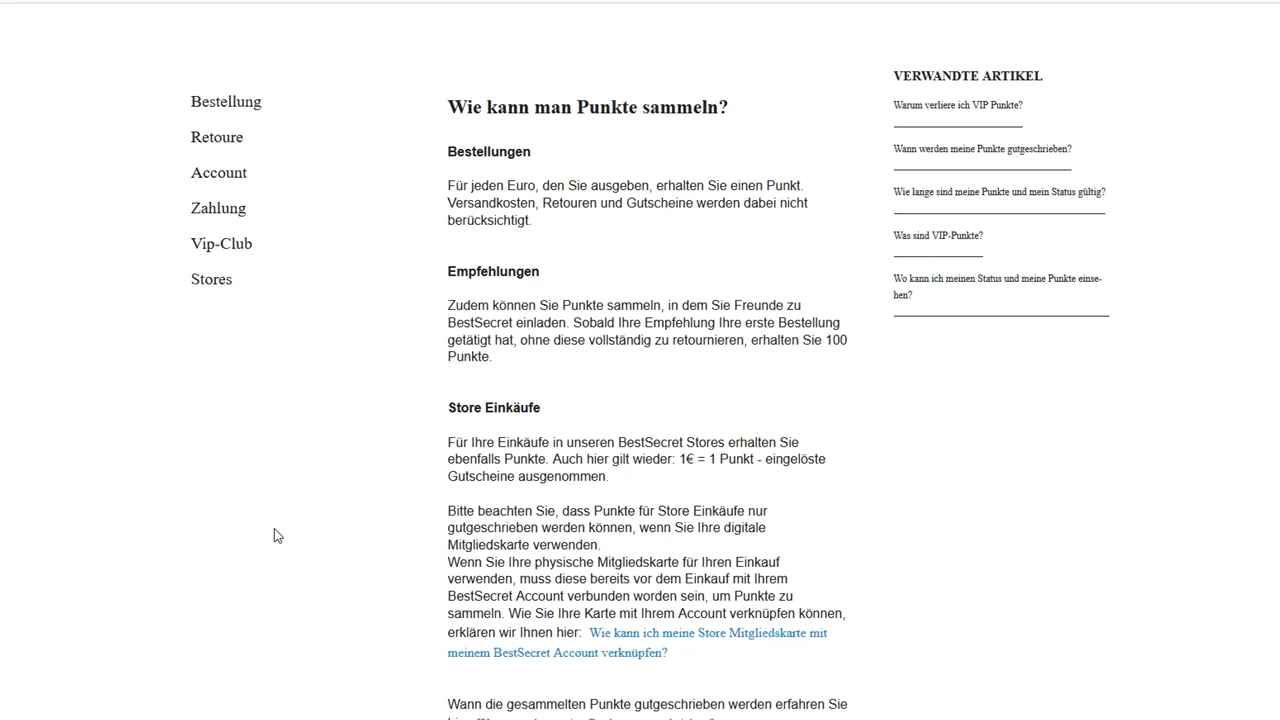 Bestellung
Retoure
Account
Zahlung
Vip-Club
Stores
Wie kann man Punkte sammeln?
Bestellungen
Für jeden Euro, den Sie ausgeben, erhalten Sie einen Punkt.
Versandkosten, Retouren und Gutscheine werden dabei nicht
berücksichtigt.
Empfehlungen
Zudem können Sie Punkte sammeln, in dem Sie Freunde zu
BestSecret einladen. Sobald Ihre Empfehlung Ihre erste Bestellung
getätigt hat, ohne diese vollständig zu retournieren, erhalten Sie 100
Punkte.
Store Einkäufe
Für Ihre Einkäufe in unseren BestSecret Stores erhalten Sie
ebenfalls Punkte. Auch hier gilt wieder: 1€ = 1 Punkt - eingelöste
Gutscheine ausgenommen.
Bitte beachten Sie, dass Punkte für Store Einkäufe nur
gutgeschrieben werden können, wenn Sie Ihre digitale
Mitgliedskarte verwenden.
Wenn Sie Ihre physische Mitgliedskarte für Ihren Einkauf
verwenden, muss diese bereits vor dem Einkauf mit Ihrem
BestSecret Account verbunden worden sein, um Punkte zu
sammeln. Wie Sie Ihre Karte mit Ihrem Account verknüpfen können,
erklären wir Ihnen hier: Wie kann ich meine Store Mitgliedskarte mit
meinem BestSecret Account verknüpfen?
Wann die gesammelten Punkte gutgeschrieben werden erfahren Sie
VERWANDTE ARTIKEL
Warum verliere ich VIP Punkte?
Wann werden meine Punkte gutgeschrieben?
Wie lange sind meine Punkte und mein Status gültig?
Was sind VIP-Punkte?
Wo kann ich meinen Status und meine Punkte einse-
hen?